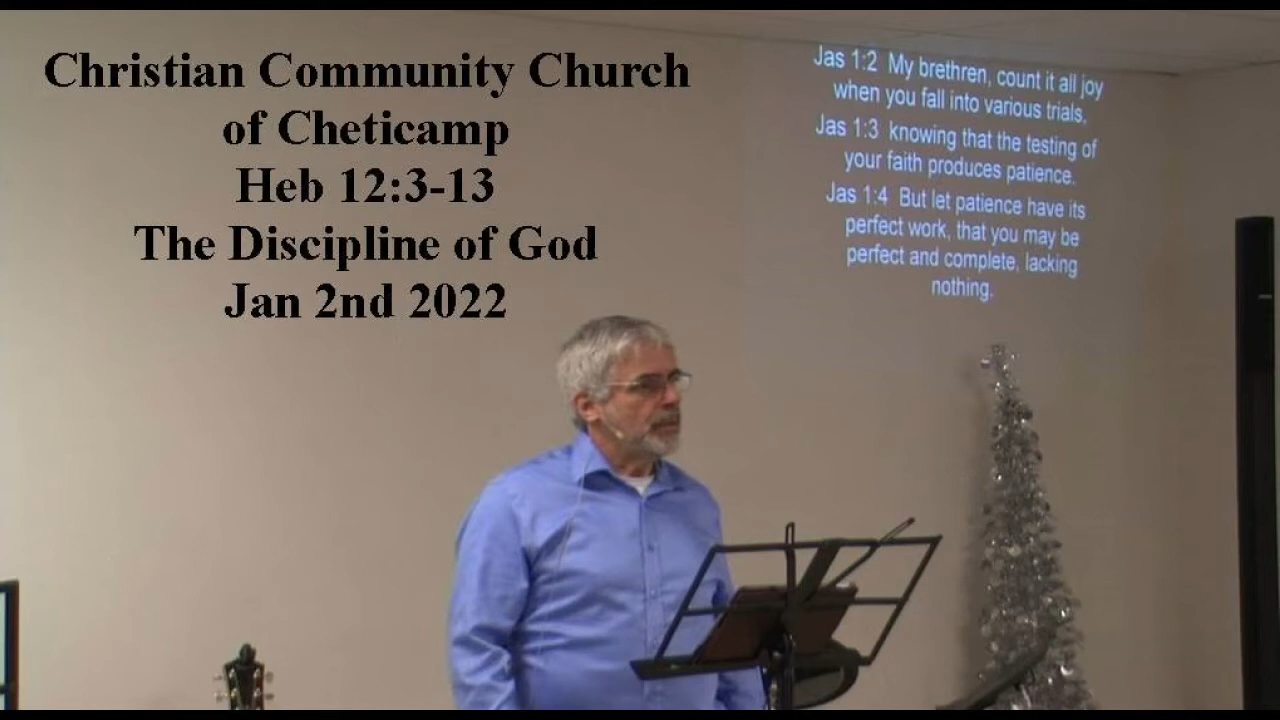 Christian Community Church
of Cheticamp
Heb 12:3-13
The Discipline of God
Jan 2nd 2022
Jas 1:2 My brethren, count it all joy
when you fall into various trials,
Jas 1:3 knowing that the testing of
your faith produces patience.
Jas 1:4 But let patience have its
perfect work, that you may be
perfect and complete, lacking
nothing.